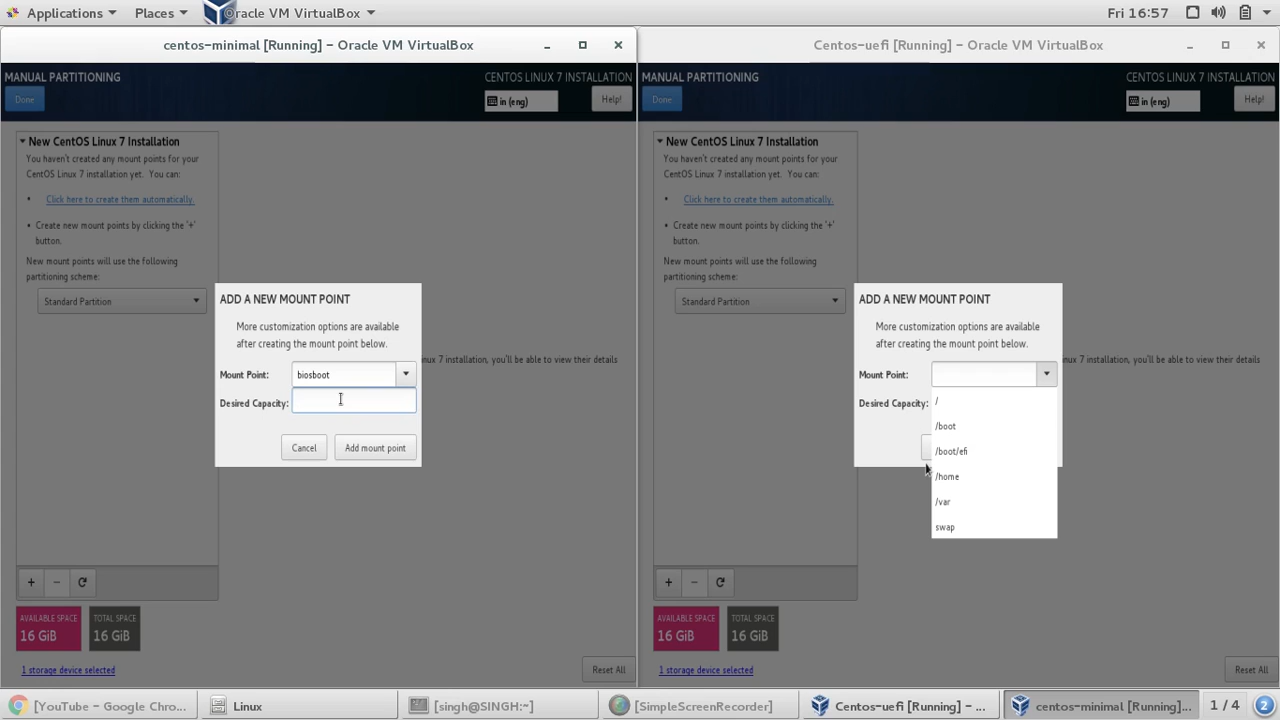 Applications
Places
Oracle VM VirtualBox
Fri 16:57
centos-minimal [Running] – Oracle VM VirtualBox
MANUAL PARTITIONING
CENTOS LINUX 7 INSTALLATION
Done
in (eng)
Help!
New CentOS Linux 7 Installation
You haven't created any mount points for your
CentOS Linux 7 installation yet. You can:
• Click here to create them automatically.
• Create new mount points by clicking the '+'
button.
New mount points will use the following
partitioning scheme:
Standard Partition
ADD A NEW MOUNT POINT
More customization options are available
after creating the mount point below.
nux 7 installation, you'll be able to view their details
Mount Point:
biosboot
Desired Capacity:
Cancel
Add mount point
+ − 
AVAILABLE SPACE
16 GiB
TOTAL SPACE
16 GiB
1 storage device selected
Reset All
Centos-uefi [Running] – Oracle VM VirtualBox
MANUAL PARTITIONING
CENTOS LINUX 7 INSTALLATION
Done
in (eng)
Help!
New CentOS Linux 7 Installation
You haven't created any mount points for your
CentOS Linux 7 installation yet. You can:
• Click here to create them automatically.
• Create new mount points by clicking the '+'
button.
New mount points will use the following
partitioning scheme:
Standard Partition
ADD A NEW MOUNT POINT
More customization options are available
after creating the mount point below.
nux 7 installation, you'll be able to view their details
Mount Point:
Desired Capacity:
/
/boot
/boot/efi
/home
/var
swap
+ −
AVAILABLE SPACE
16 GiB
TOTAL SPACE
16 GiB
1 storage device selected
Reset All
[YouTube – Google Chro...
Linux
[singh@SINGH:~]
[SimpleScreenRecorder]
Centos-uefi [Running] – ...
centos-minimal [Running]...
1 / 4
2